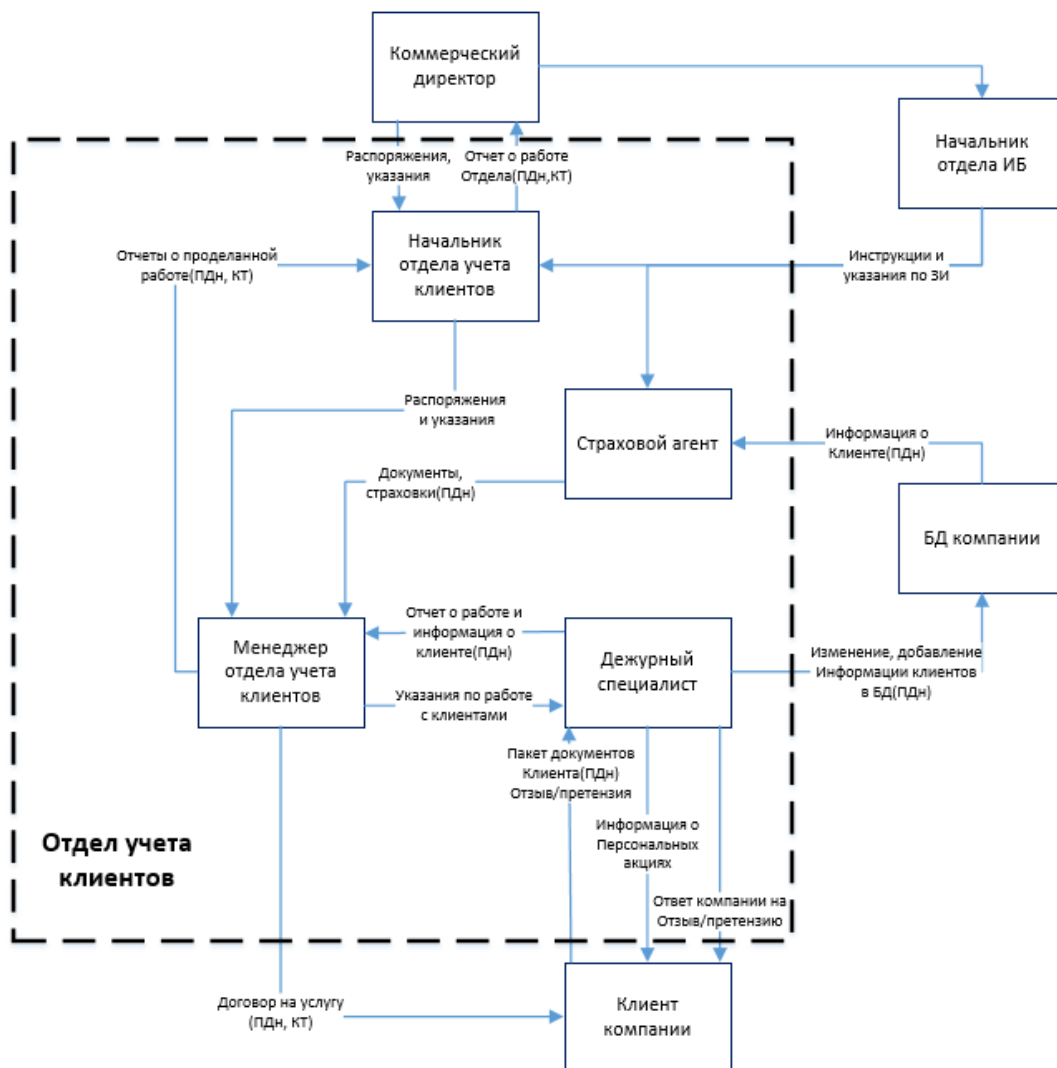 Коммерческий
директор
Начальник
отдела ИБ
Распоряжения,
указания
Отчет о работе
Отдела(ПДн,КТ)
Начальник
отдела учета
клиентов
Отчеты о проделанной
работе(ПДн, КТ)
Инструкции и
указания по ЗИ
Распоряжения
и указания
Страховой агент
Информация о
Клиенте(ПДн)
Документы,
страховки(ПДн)
БД компании
Менеджер
отдела учета
клиентов
Отчет о работе и
информация о
клиенте(ПДн)
Дежурный
специалист
Изменение, добавление
Информации клиентов
в БД(ПДн)
Указания по работе
с клиентами
Пакет документов
Клиента(ПДн)
Отзыв/претензия
Информация о
Персональных
акциях
Отдел учета
клиентов
Ответ компании на
Отзыв/претензию
Договор на услугу
(ПДн, КТ)
Клиент
компании